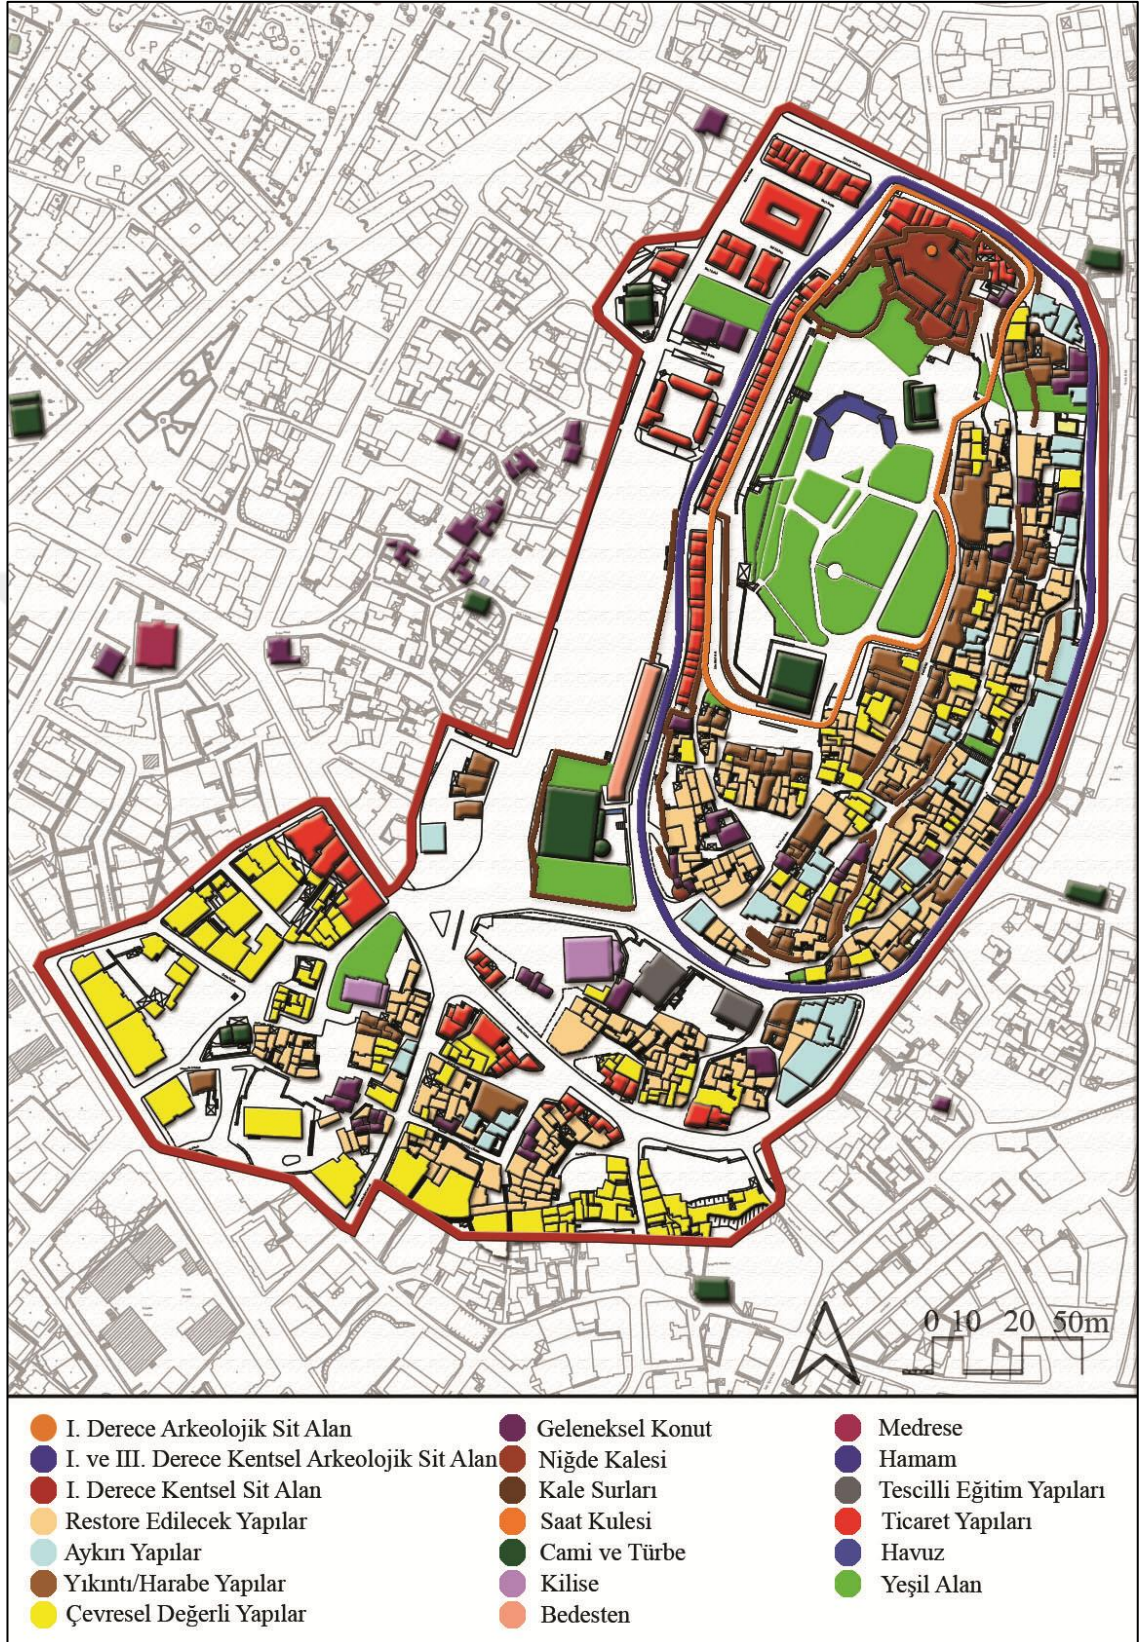 P
P
P
P
0 10 20 50m
I. Derece Arkeolojik Sit Alan
I. ve III. Derece Kentsel Arkeolojik Sit Alan
I. Derece Kentsel Sit Alan
Restore Edilecek Yapılar
Aykırı Yapılar
Yıkıntı/Harabe Yapılar
Çevresel Değerli Yapılar
Geleneksel Konut
Niğde Kalesi
Kale Surları
Saat Kulesi
Cami ve Türbe
Kilise
Bedesten
Medrese
Hamam
Tescilli Eğitim Yapıları
Ticaret Yapıları
Havuz
Yeşil Alan